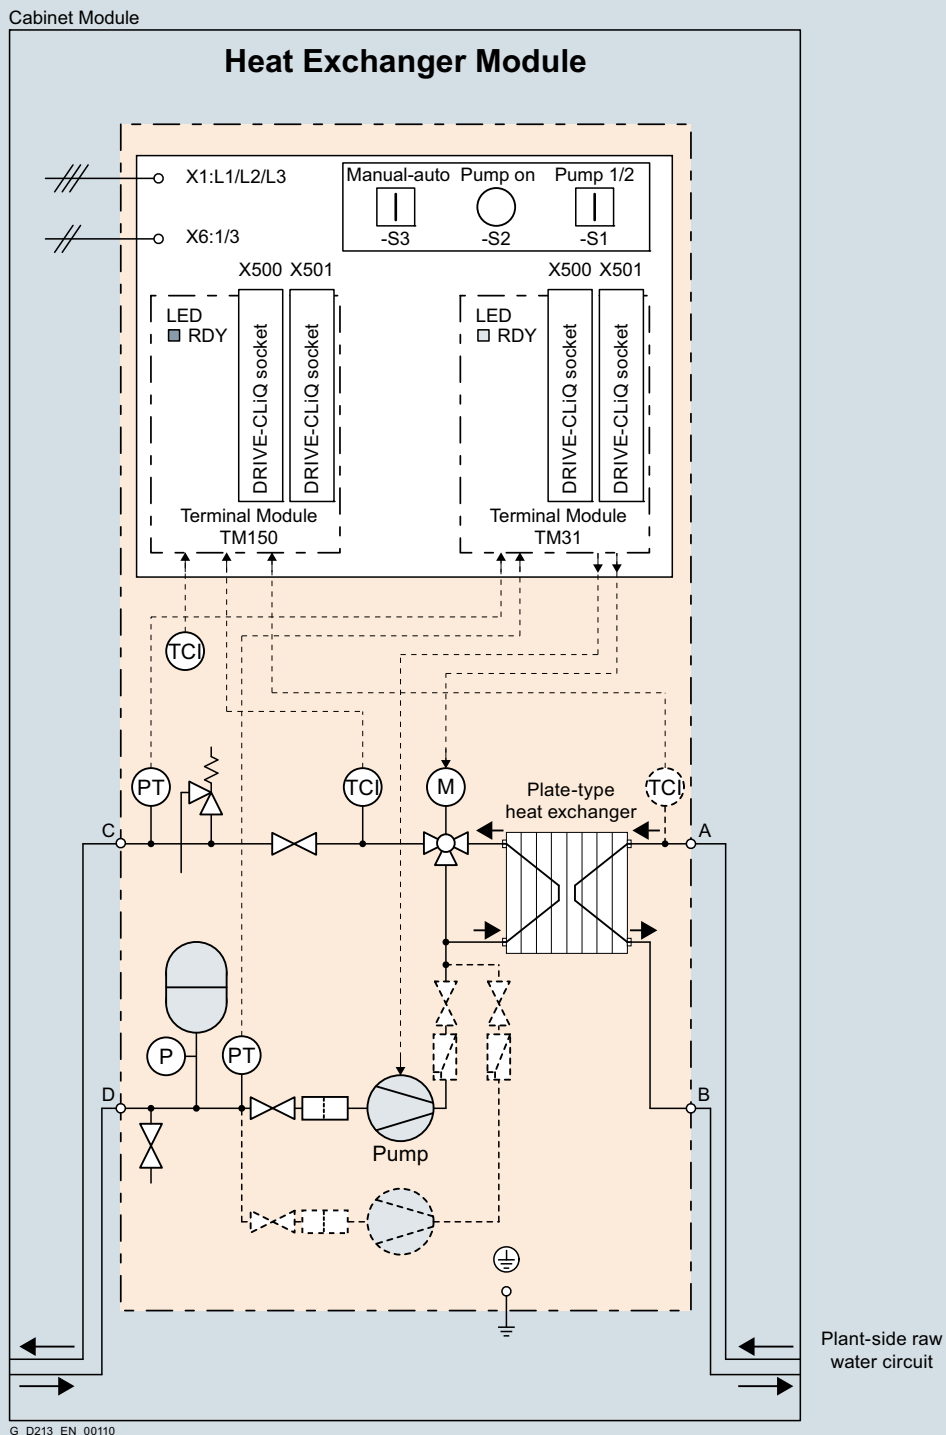 Cabinet Module
Heat Exchanger Module
X1:L1/L2/L3
Manual-auto Pump on Pump 1/2
-S3 -S2 -S1
X6:1/3
X500 X501
X500 X501
LED
RDY
DRIVE-CLiQ socket
DRIVE-CLiQ socket
Terminal Module
TM150
LED
RDY
DRIVE-CLiQ socket
DRIVE-CLiQ socket
Terminal Module
TM31
TCI
PT
TCI
M
TCI
Plate-type
heat exchanger
C
A
P
PT
D
B
Pump
Plant-side raw
water circuit
G_D213_EN_00110